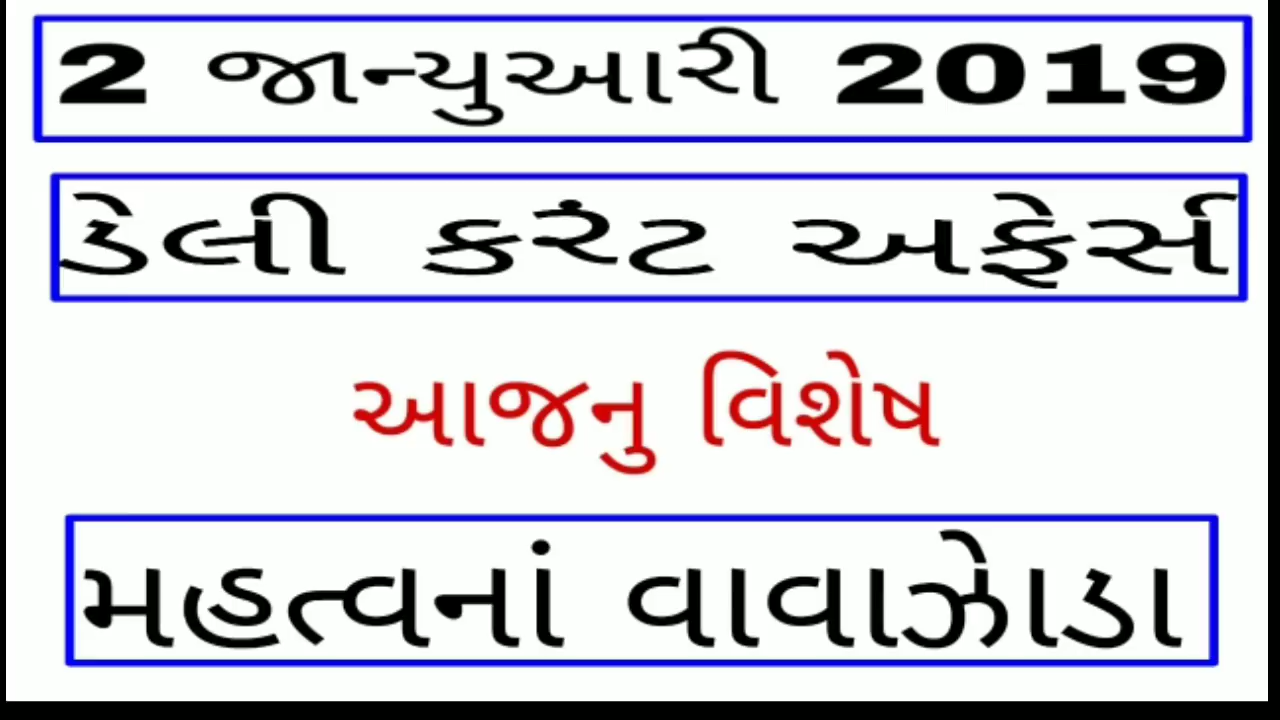 2 જાન્યુઆરી 2019
ડેલી કરંટ અફેર્સ
આજનુ વિશેષ
મહત્વનાં વાવાઝોડા